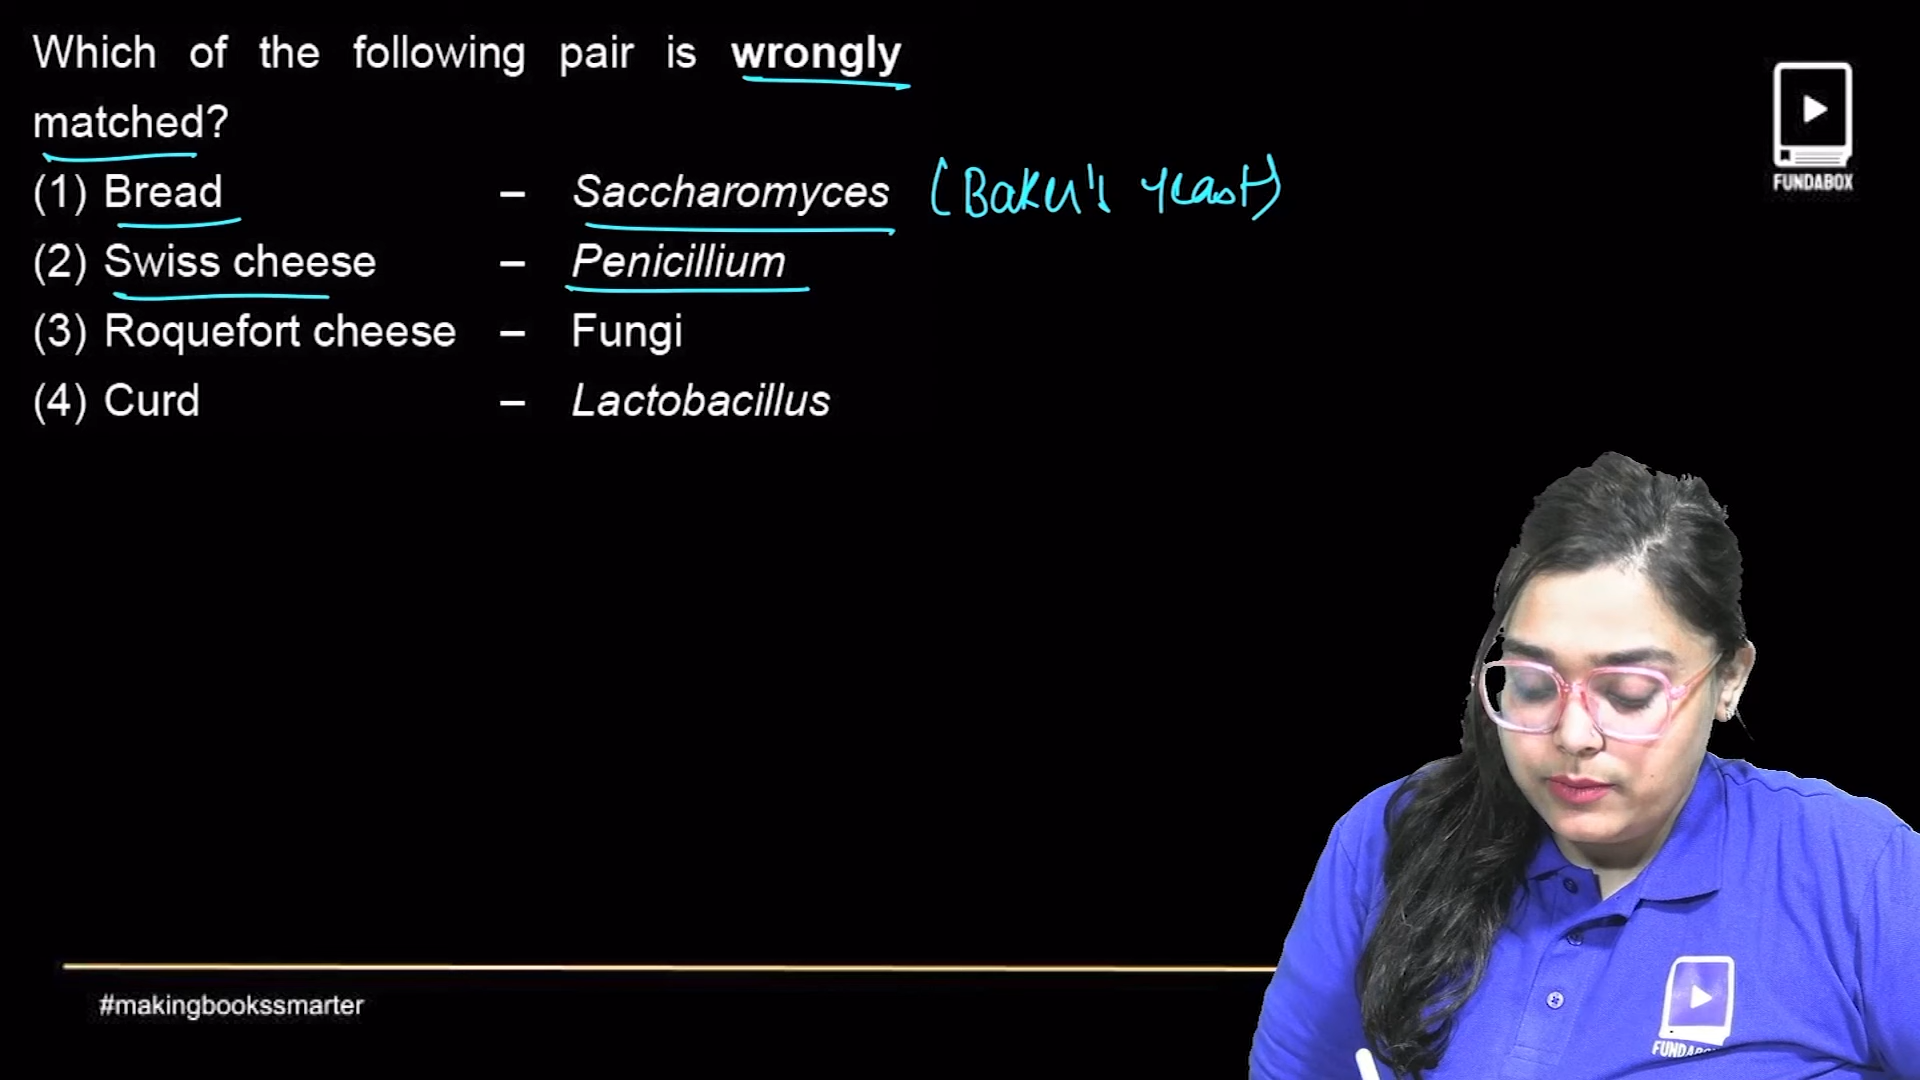 Which of the following pair is wrongly
matched?
(1) Bread – Saccharomyces (Baker's yeast)
(2) Swiss cheese – Penicillium
(3) Roquefort cheese – Fungi
(4) Curd – Lactobacillus
FUNDABOX
#makingbookssmarter